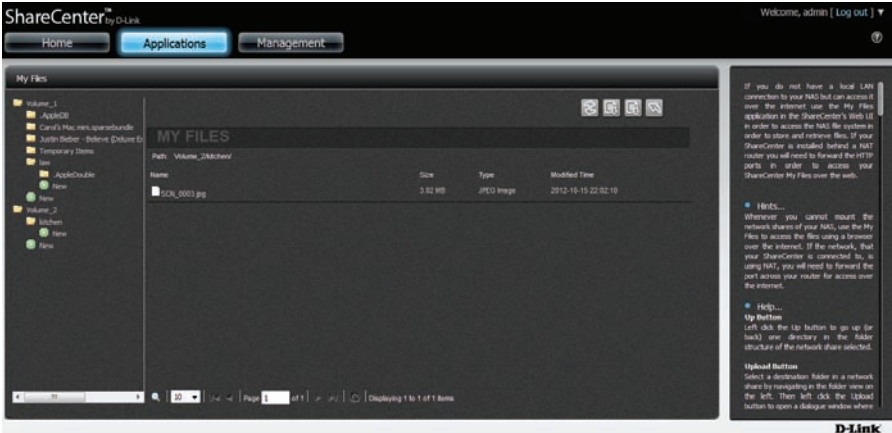 ShareCenter™ by D-Link
Welcome, admin [ Log out ] ▼
Home
Applications
Management
My Files
Volume_1
.AppleDB
Carol's Mac mini.sparsebundle
Justin Bieber - Believe (Deluxe Ed
Temporary Items
law
.AppleDouble
New
New
Volume_2
kitchen
New
New
MY FILES
Path: Volume_2/kitchen/
Name Size Type Modified Time
SCN_0003.jpg 3.82 MB JPEG Image 2012-10-15 22:02:10
10 Page 1 of 1 Displaying 1 to 1 of 1 items
If you do not have a local LAN
connection to your NAS but can access it
over the internet use the My Files
application in the ShareCenter's Web UI
in order to access the NAS file system in
order to store and retrieve files. If your
ShareCenter is installed behind a NAT
router you will need to forward the HTTP
ports in order to access your
ShareCenter My Files over the web.
Hints...
Whenever you cannot mount the
network shares of your NAS, use the My
Files to access the files using a browser
over the internet. If the network, that
your ShareCenter is connected to, is
using NAT, you will need to forward the
port across your router for access over
the internet.
Help...
Up Button
Left click the Up button to go up (or
back) one directory in the folder
structure of the network share selected.
Upload Button
Select a destination folder in a network
share by navigating in the folder view on
the left. Then left click the Upload
button to open a dialogue window where
D-Link